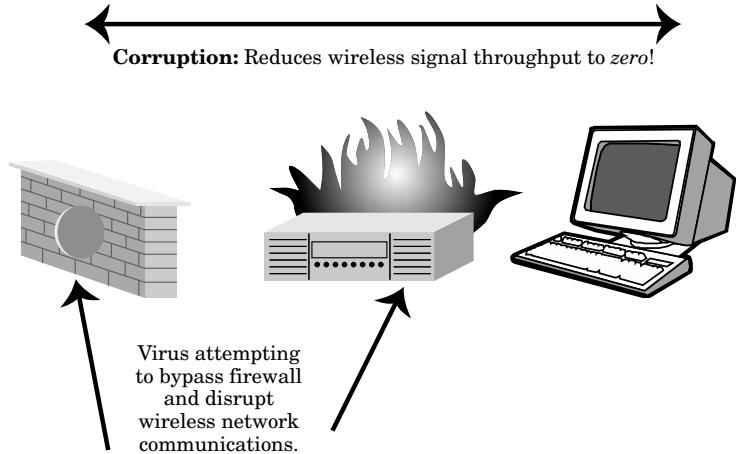 Corruption: Reduces wireless signal throughput to zero!
Virus attempting
to bypass firewall
and disrupt
wireless network
communications.